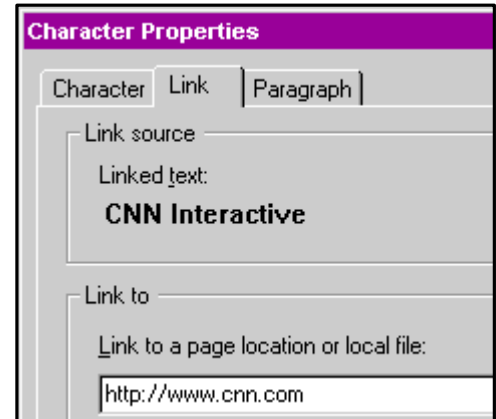 Character Properties
Character Link Paragraph
Link source
Linked text:
CNN Interactive
Link to
Link to a page location or local file:
http://www.cnn.com